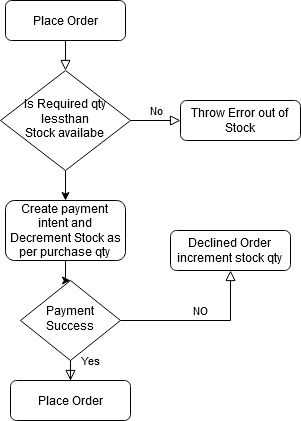 Place Order
Is Required qty
lessthan
Stock availabe
No
Throw Error out of
Stock
Create payment
intent and
Decrement Stock as
per purchase qty
Declined Order
increment stock qty
Payment
Success
NO
Yes
Place Order